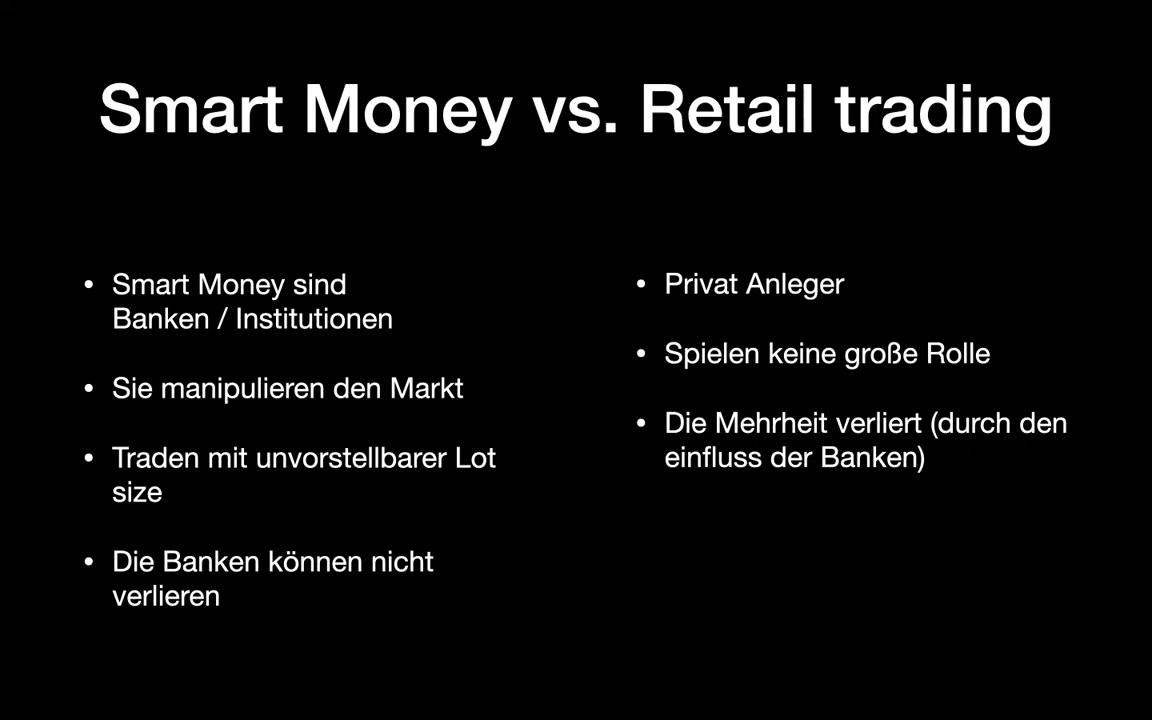 Smart Money vs. Retail trading
• Smart Money sind
Banken / Institutionen
• Sie manipulieren den Markt
• Traden mit unvorstellbarer Lot
size
• Die Banken können nicht
verlieren
• Privat Anleger
• Spielen keine große Rolle
• Die Mehrheit verliert (durch den
einfluss der Banken)